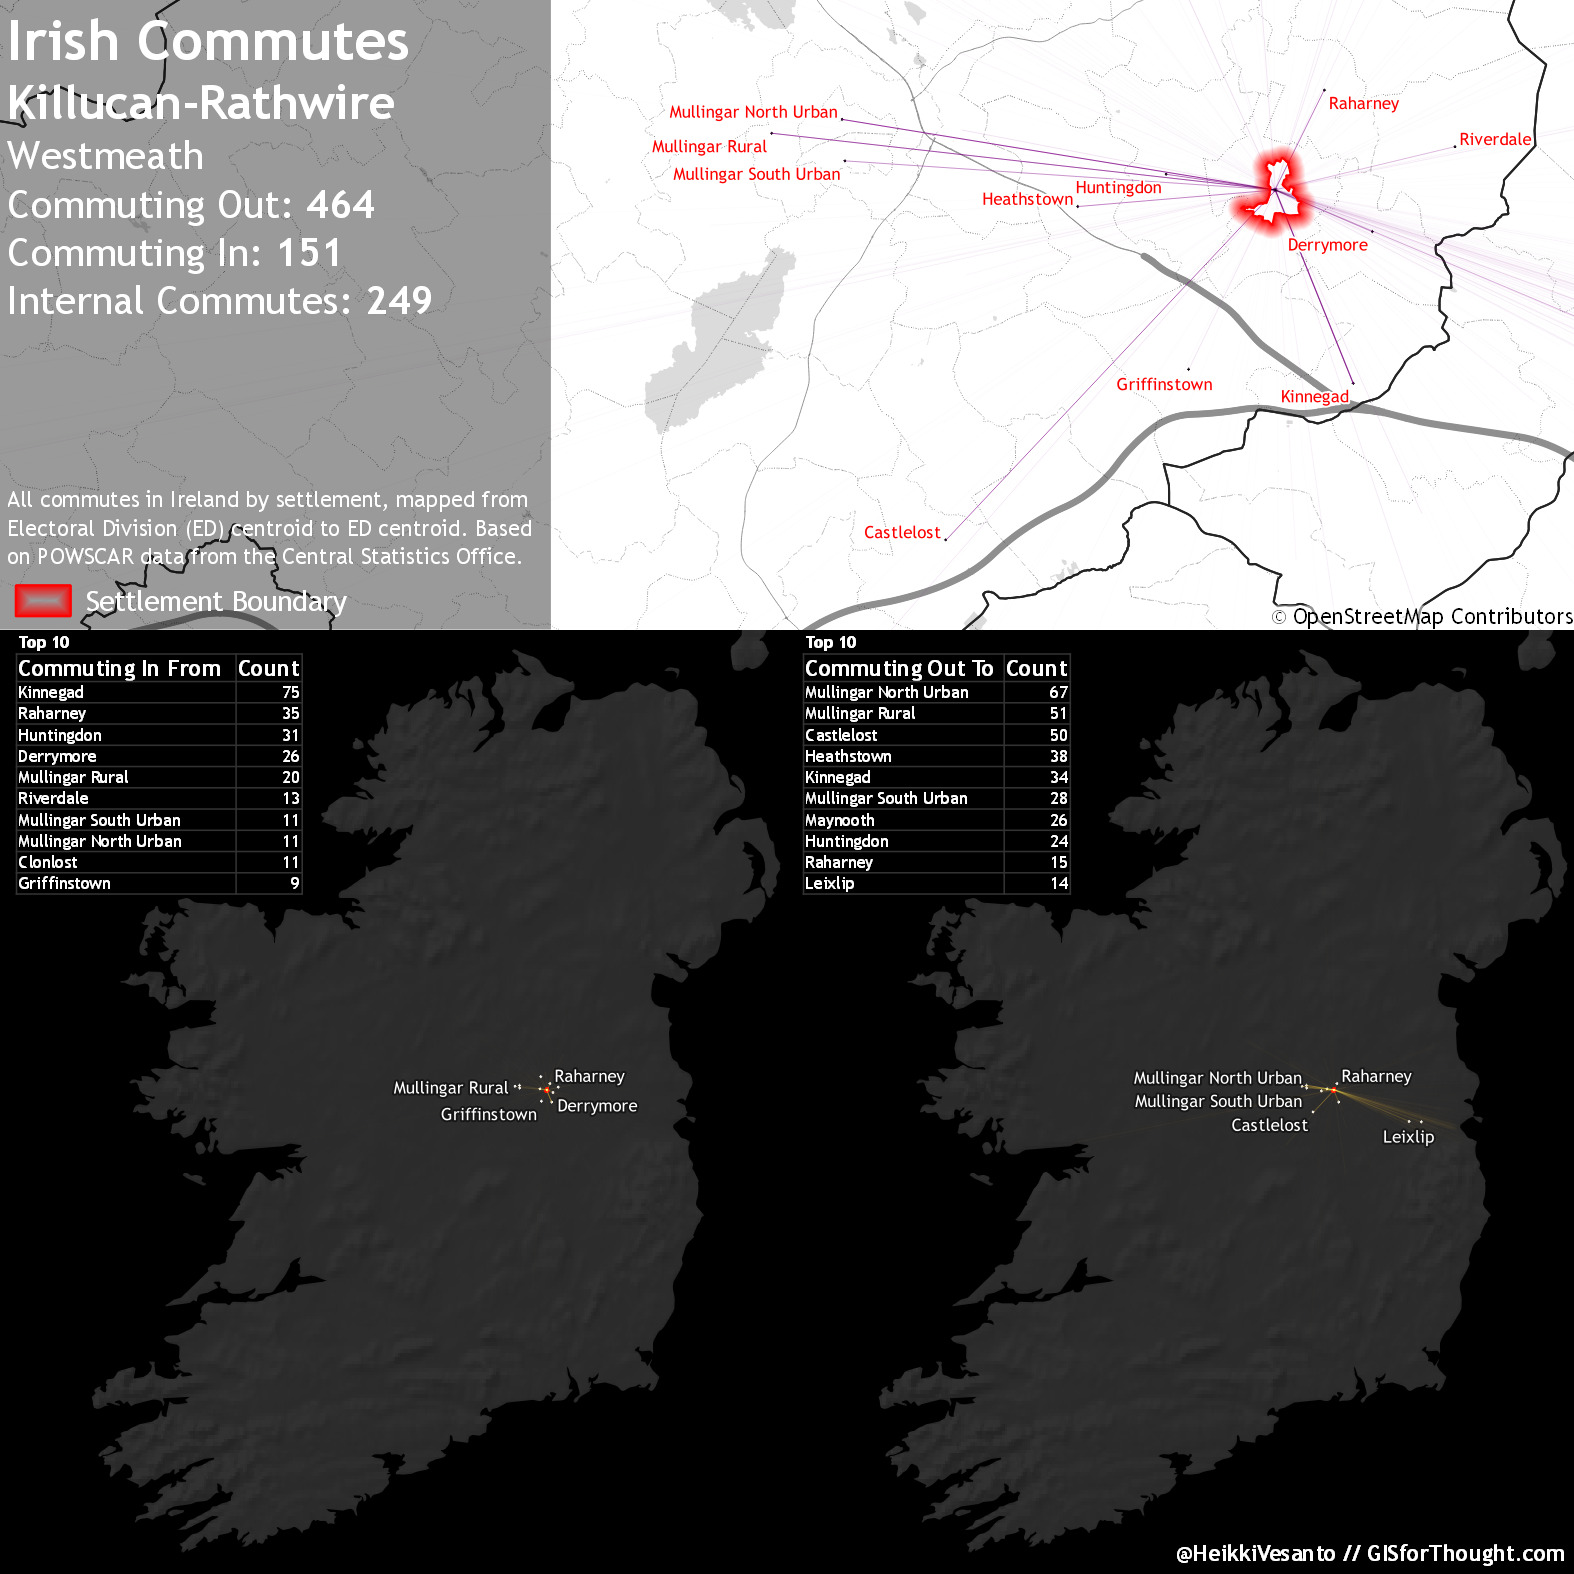 Irish Commutes
Killucan-Rathwire
Westmeath
Commuting Out: 464
Commuting In: 151
Internal Commutes: 249
All commutes in Ireland by settlement, mapped from
Electoral Division (ED) centroid to ED centroid. Based
on POWSCAR data from the Central Statistics Office.
Settlement Boundary
Mullingar North Urban
Mullingar Rural
Mullingar South Urban
Raharney
Riverdale
Huntingdon
Heathstown
Derrymore
Griffinstown
Kinnegad
Castlelost
© OpenStreetMap Contributors
Top 10
Commuting In From Count
Kinnegad 75
Raharney 35
Huntingdon 31
Derrymore 26
Mullingar Rural 20
Riverdale 13
Mullingar South Urban 11
Mullingar North Urban 11
Clonlost 11
Griffinstown 9
Top 10
Commuting Out To Count
Mullingar North Urban 67
Mullingar Rural 51
Castlelost 50
Heathstown 38
Kinnegad 34
Mullingar South Urban 28
Maynooth 26
Huntingdon 24
Raharney 15
Leixlip 14
Raharney
Mullingar Rural
Derrymore
Griffinstown
Mullingar North Urban
Raharney
Mullingar South Urban
Castlelost
Leixlip
@HeikkiVesanto // GISforThought.com